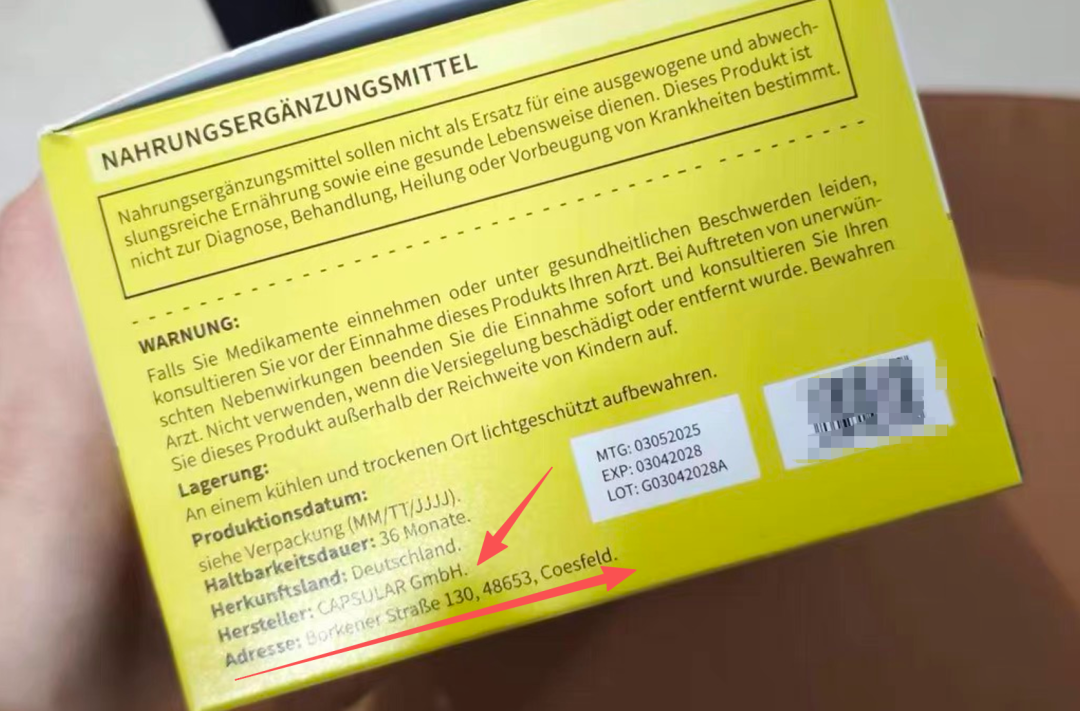 NAHRUNGSERGÄNZUNGSMITTEL
Nahrungsergänzungsmittel sollen nicht als Ersatz für eine ausgewogene und abwech-
slungsreiche Ernährung sowie eine gesunde Lebensweise dienen. Dieses Produkt ist
nicht zur Diagnose, Behandlung, Heilung oder Vorbeugung von Krankheiten bestimmt.
WARNUNG:
Falls Sie Medikamente einnehmen oder unter gesundheitlichen Beschwerden leiden,
konsultieren Sie vor der Einnahme dieses Produkts Ihren Arzt. Bei Auftreten von unerwün-
schten Nebenwirkungen beenden Sie die Einnahme sofort und konsultieren Sie Ihren
Arzt. Nicht verwenden, wenn die Versiegelung beschädigt oder entfernt wurde. Bewahren
Sie dieses Produkt außerhalb der Reichweite von Kindern auf.
Lagerung:
An einem kühlen und trockenen Ort lichtgeschützt aufbewahren.
Produktionsdatum:
siehe Verpackung (MM/TT/JJJJ).
Haltbarkeitsdauer: 36 Monate.
Herkunftsland: Deutschland.
Hersteller: CAPSULAR GmbH.
Adresse: Borkener Straße 130, 48653, Coesfeld.
MTG: 03052025
EXP: 03042028
LOT: G03042028A